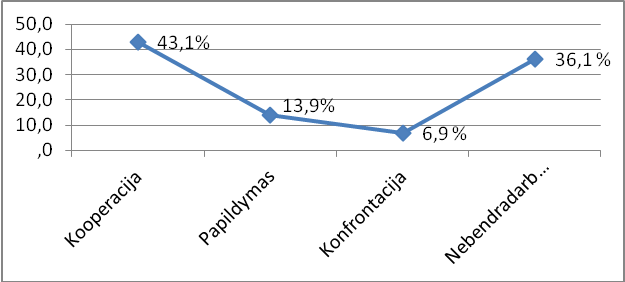 50,0
40,0
30,0
20,0
10,0
,0
43,1%
13,9%
6,9 %
36,1 %
Kooperacija
Papildymas
Konfrontacija
Nebendradarb...